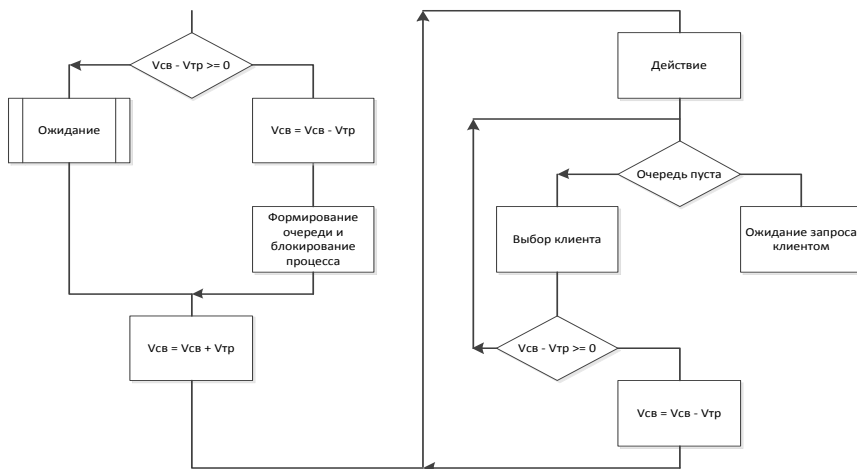 Vсв - Vтр >= 0
Ожидание
Vсв = Vсв - Vтр
Формирование
очереди и
блокирование
процесса
Vсв = Vсв + Vтр
Действие
Очередь пуста
Выбор клиента
Ожидание запроса
клиентом
Vсв - Vтр >= 0
Vсв = Vсв - Vтр